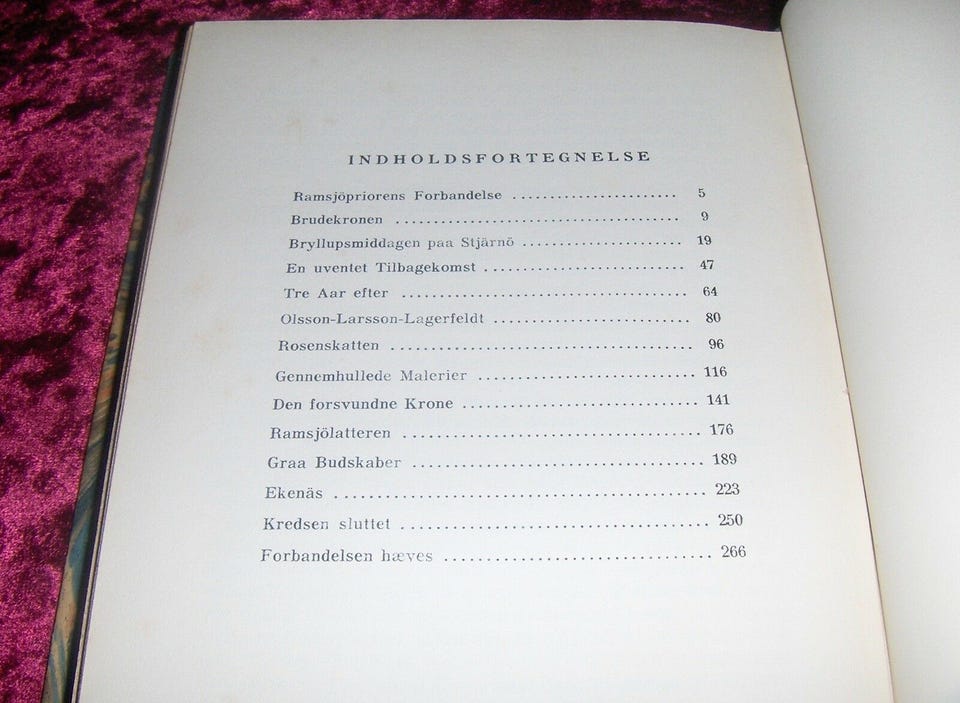 INDHOLDSFORTEGNELSE
Ramsjöpriorens Forbandelse ........................ 5
Brudekronen ........................................ 9
Bryllupsmiddagen paa Stjärnö ...................... 19
En uventet Tilbagekomst ........................... 47
Tre Aar efter ...................................... 64
Olsson-Larsson-Lagerfeldt ......................... 80
Rosenskatten ....................................... 96
Gennemhullede Malerier ............................ 116
Den forsvundne Krone .............................. 141
Ramsjölatteren ..................................... 176
Graa Budskaber ..................................... 189
Ekenäs ............................................. 223
Kredsen sluttet .................................... 250
Forbandelsen hæves ................................ 266